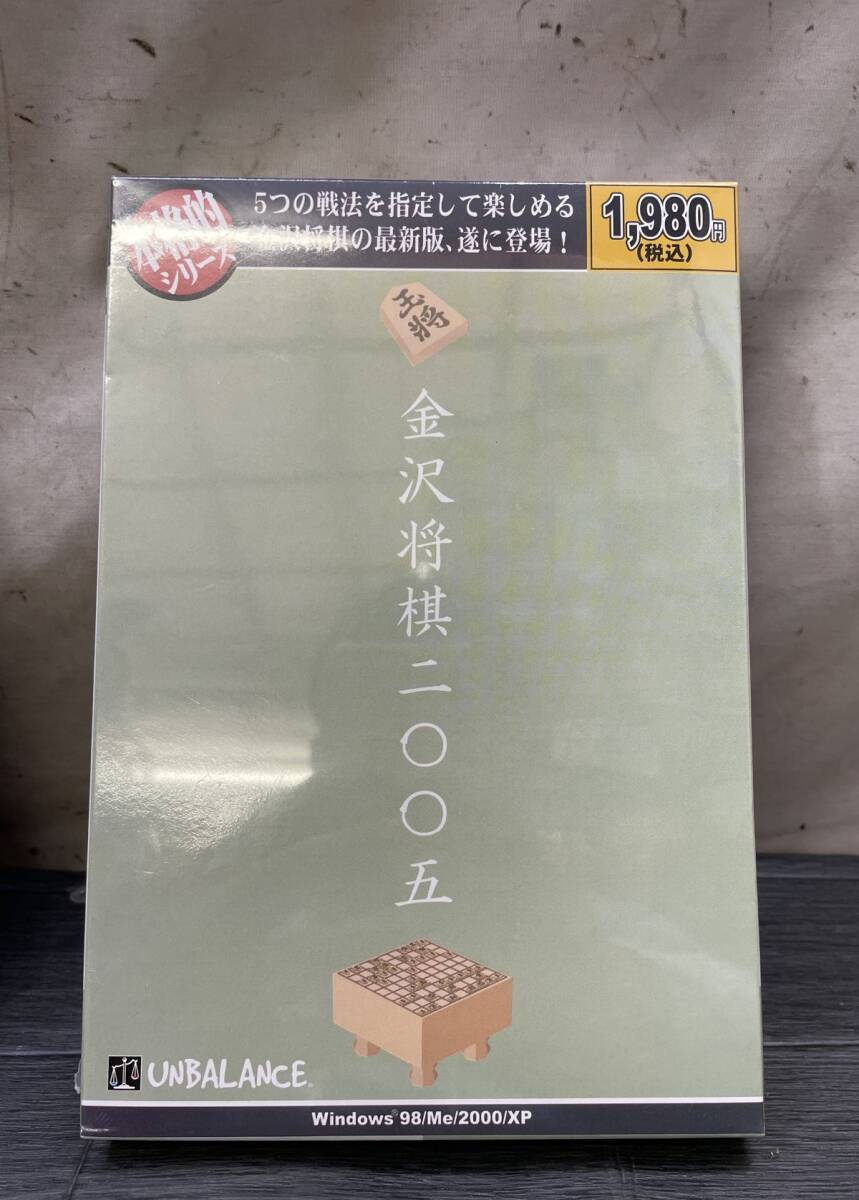 本格的
シリーズ
5つの戦法を指定して楽しめる
金沢将棋の最新版、遂に登場！
1,980円
(税込)
玉将
金沢将棋二〇〇五
UNBALANCE
Windows® 98/Me/2000/XP